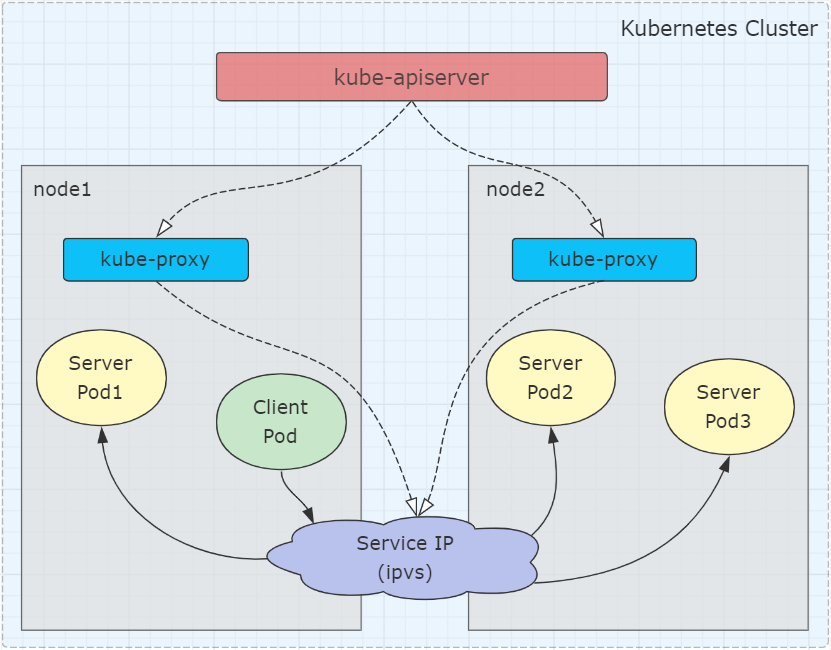 Kubernetes Cluster
kube-apiserver
node1
node2
kube-proxy
kube-proxy
Server
Pod1
Client
Pod
Server
Pod2
Server
Pod3
Service IP
(ipvs)